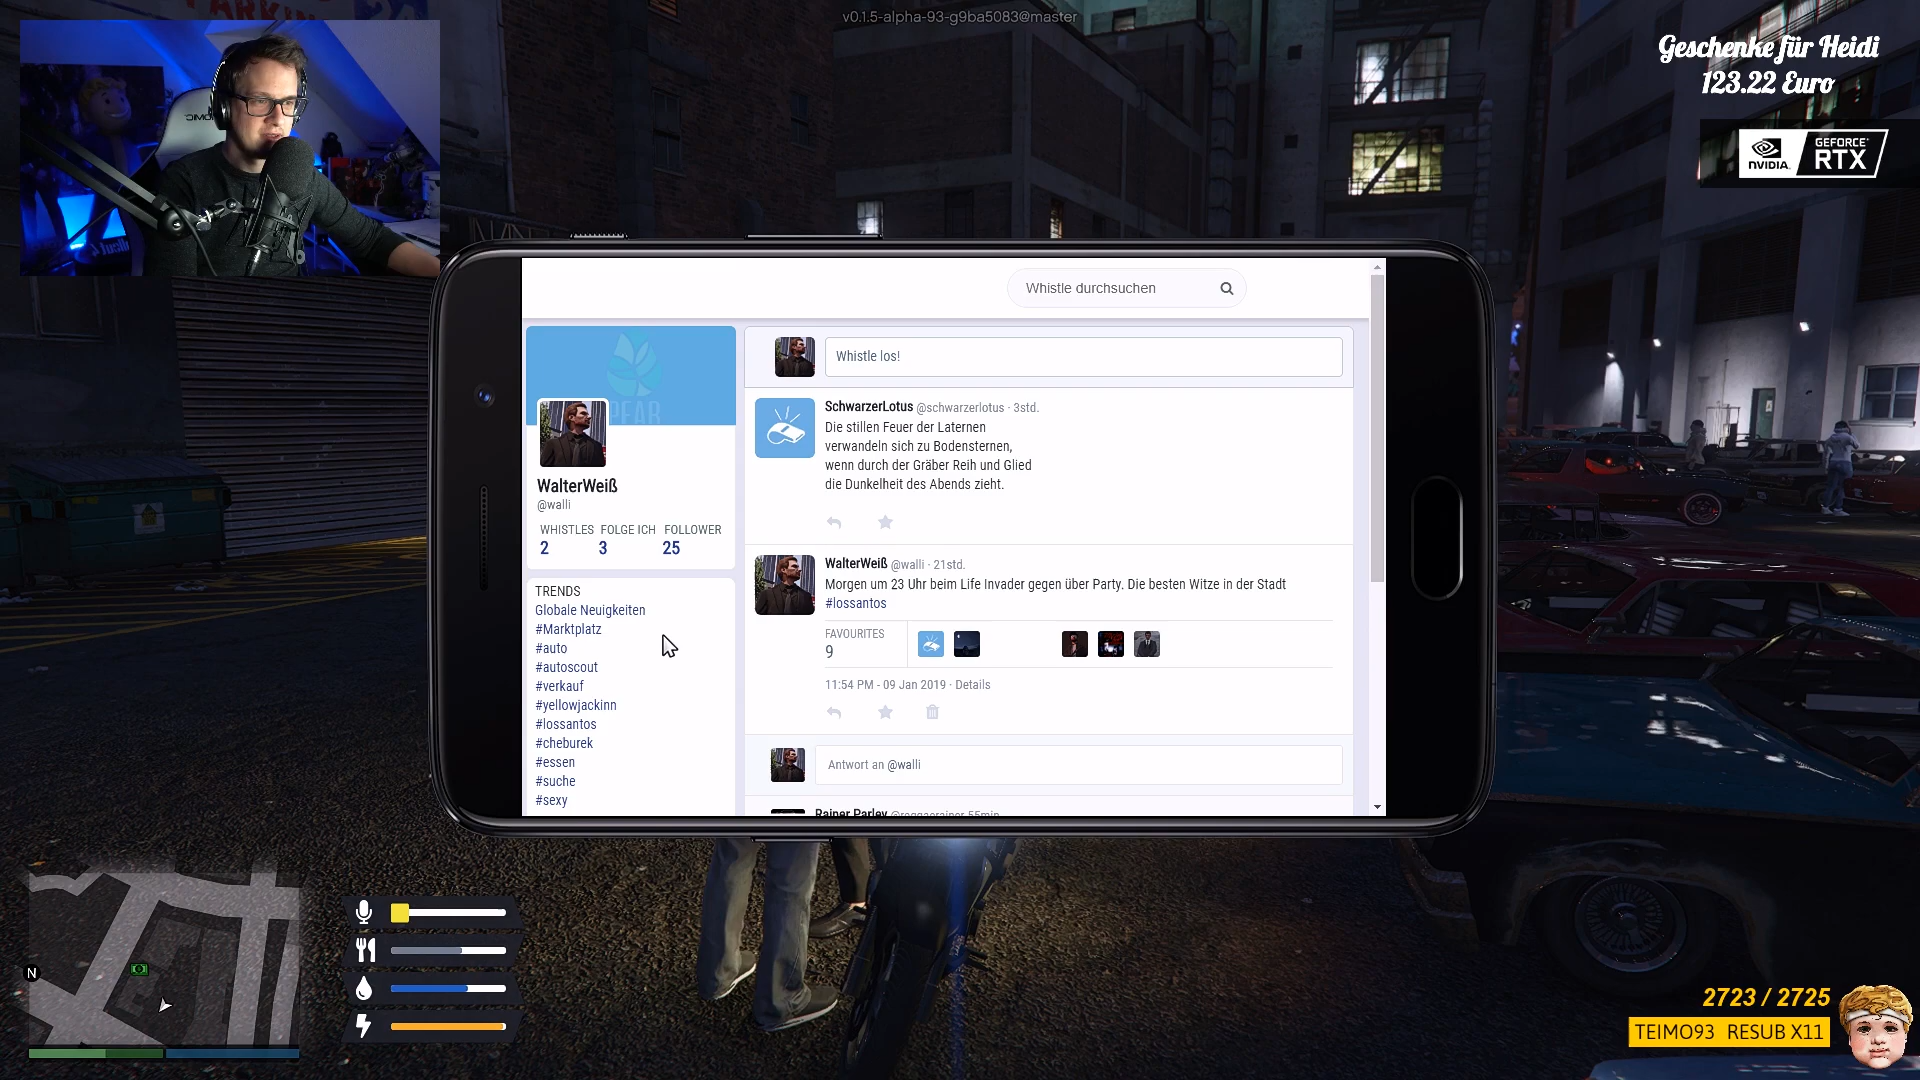 v0.1.5-alpha-93-g9ba5083@master
Geschenke für Heidi
123.22 Euro
NVIDIA
GEFORCE
RTX
Whistle durchsuchen
Whistle los!
WalterWeiß
@walli
WHISTLES FOLGE ICH FOLLOWER
2 3 25
TRENDS
Globale Neuigkeiten
#Marktplatz
#auto
#autoscout
#verkauf
#yellowjackinn
#lossantos
#cheburek
#essen
#suche
#sexy
SchwarzerLotus @schwarzerlotus · 3std.
Die stillen Feuer der Laternen
verwandeln sich zu Bodensternen,
wenn durch der Gräber Reih und Glied
die Dunkelheit des Abends zieht.
WalterWeiß @walli · 21std.
Morgen um 23 Uhr beim Life Invader gegen über Party. Die besten Witze in der Stadt
#lossantos
FAVOURITES
9
11:54 PM - 09 Jan 2019 · Details
Antwort an @walli
Rainer Parley @reggaerainer 55min
N
2723 / 2725
TEIMO93 RESUB X11